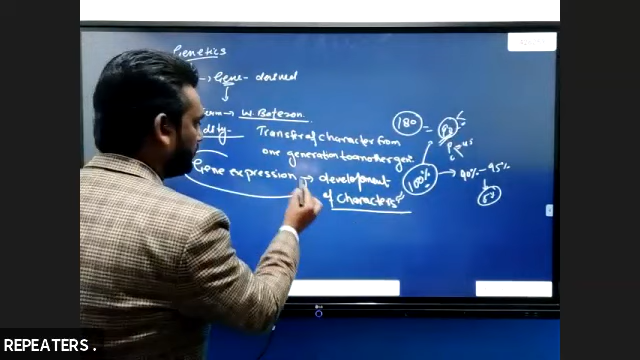 Genetics
→ Gene - derived
↓
→ W. Bateson.
Transfer of character from
one generation to another gen.
Gene expression → development
of Characters
180 =
100% → 90% - 95%
REPEATERS .